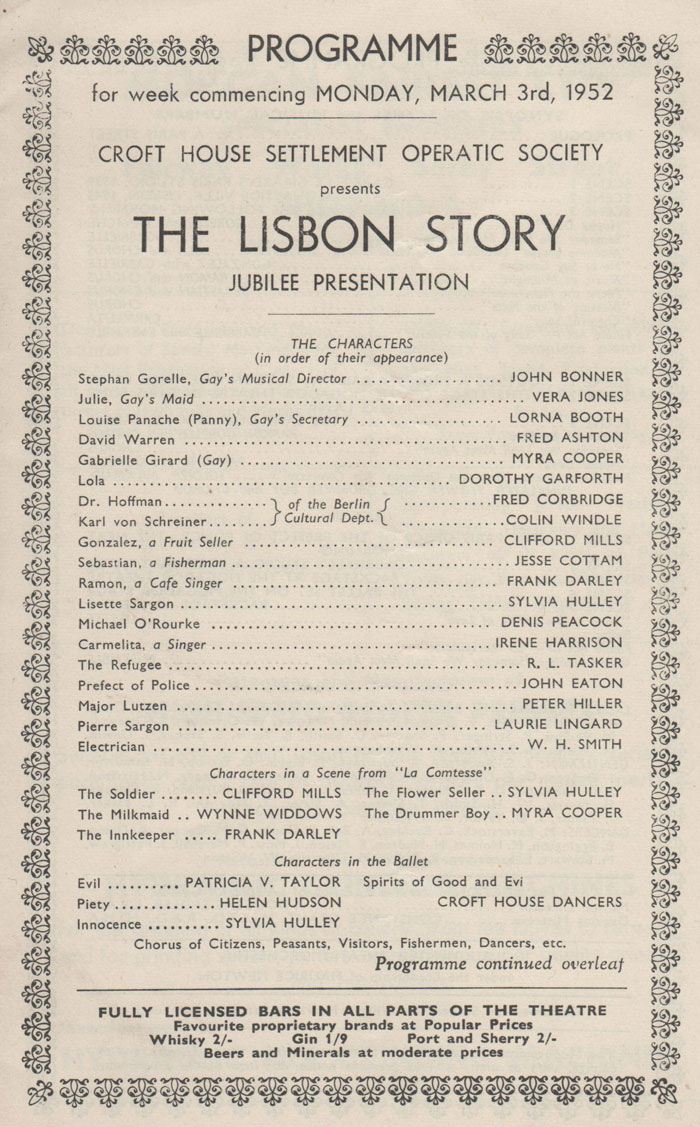 PROGRAMME
for week commencing MONDAY, MARCH 3rd, 1952
CROFT HOUSE SETTLEMENT OPERATIC SOCIETY
presents
THE LISBON STORY
JUBILEE PRESENTATION
THE CHARACTERS
(in order of their appearance)
Stephan Gorelle, Gay's Musical Director .................... JOHN BONNER
Julie, Gay's Maid .................... VERA JONES
Louise Panache (Panny), Gay's Secretary .................... LORNA BOOTH
David Warren .................... FRED ASHTON
Gabrielle Girard (Gay) .................... MYRA COOPER
Lola .................... DOROTHY GARFORTH
Dr. Hoffman .............. } of the Berlin { ..............FRED CORBRIDGE
Karl von Schreiner........ } Cultural Dept. { ..............COLIN WINDLE
Gonzalez, a Fruit Seller .................... CLIFFORD MILLS
Sebastian, a Fisherman .................... JESSE COTTAM
Ramon, a Cafe Singer .................... FRANK DARLEY
Lisette Sargon .................... SYLVIA HULLEY
Michael O'Rourke .................... DENIS PEACOCK
Carmelita, a Singer .................... IRENE HARRISON
The Refugee .................... R. L. TASKER
Prefect of Police .................... JOHN EATON
Major Lutzen .................... PETER HILLER
Pierre Sargon .................... LAURIE LINGARD
Electrician .................... W. H. SMITH
Characters in a Scene from "La Comtesse"
The Soldier ........ CLIFFORD MILLS The Flower Seller .. SYLVIA HULLEY
The Milkmaid .. WYNNE WIDDOWS The Drummer Boy .. MYRA COOPER
The Innkeeper ..... FRANK DARLEY
Characters in the Ballet
Evil .......... PATRICIA V. TAYLOR Spirits of Good and Evi
Piety .............. HELEN HUDSON CROFT HOUSE DANCERS
Innocence .......... SYLVIA HULLEY
Chorus of Citizens, Peasants, Visitors, Fishermen, Dancers, etc.
Programme continued overleaf
FULLY LICENSED BARS IN ALL PARTS OF THE THEATRE
Favourite proprietary brands at Popular Prices
Whisky 2/- Gin 1/9 Port and Sherry 2/-
Beers and Minerals at moderate prices